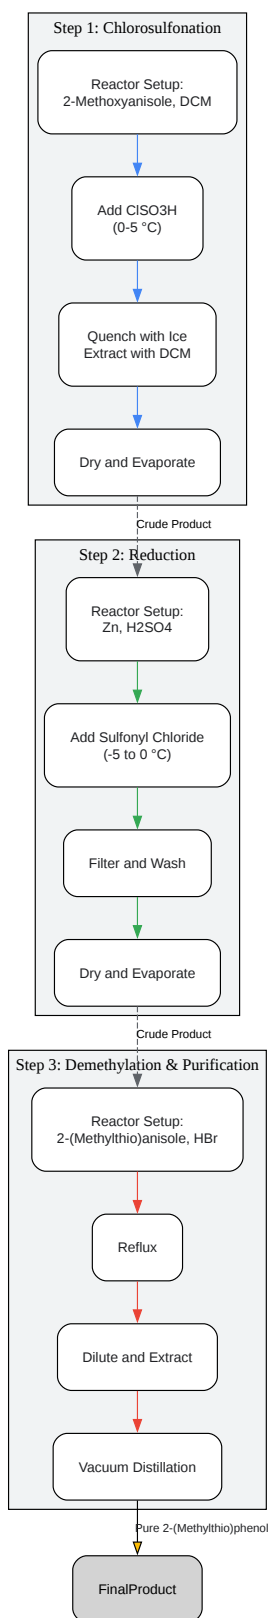 Step 1: Chlorosulfonation
Reactor Setup:
2-Methoxyanisole, DCM
Add ClSO3H
(0-5 °C)
Quench with Ice
Extract with DCM
Dry and Evaporate
Crude Product
Step 2: Reduction
Reactor Setup:
Zn, H2SO4
Add Sulfonyl Chloride
(-5 to 0 °C)
Filter and Wash
Dry and Evaporate
Crude Product
Step 3: Demethylation & Purification
Reactor Setup:
2-(Methylthio)anisole, HBr
Reflux
Dilute and Extract
Vacuum Distillation
Pure 2-(Methylthio)phenol
FinalProduct